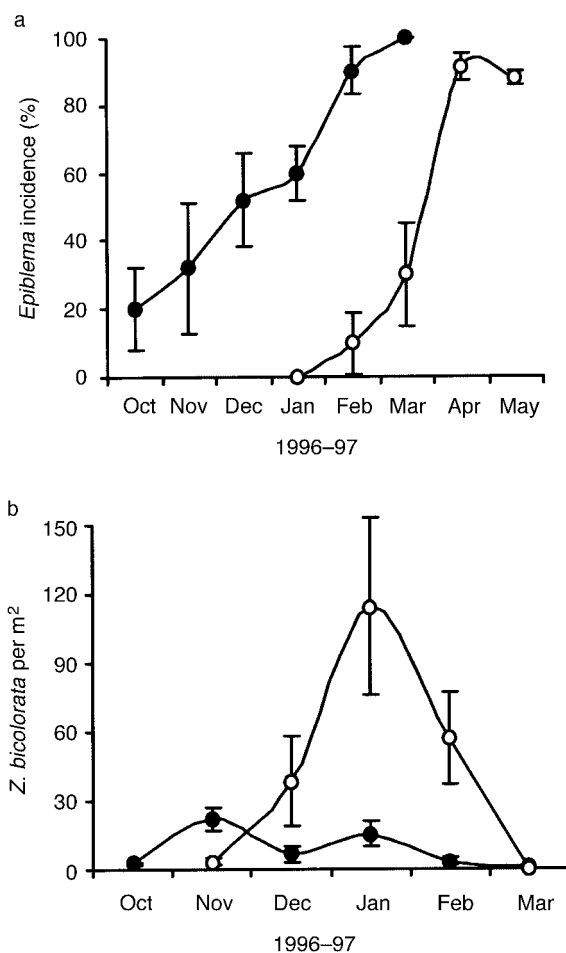 a
Epiblema incidence (%)
100
80
60
40
20
0
Oct Nov Dec Jan Feb Mar Apr May
1996–97
b
Z. bicolorata per m²
150
120
90
60
30
0
Oct Nov Dec Jan Feb Mar
1996–97